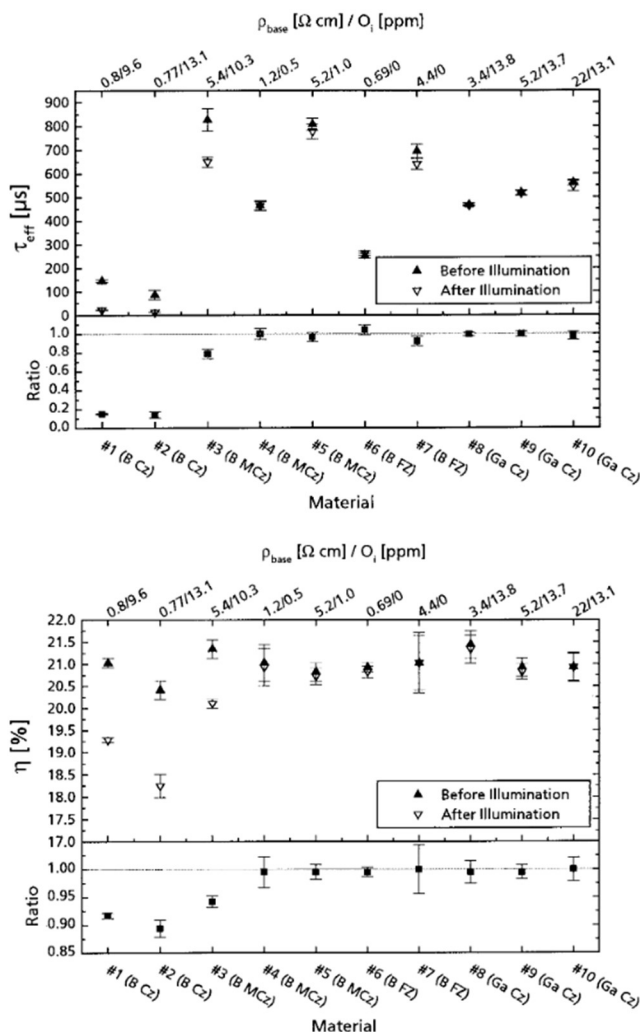 ρbase [Ω cm] / Oi [ppm]
0.8/9.6
0.77/13.1
5.4/10.3
1.2/0.5
5.2/1.0
0.69/0
4.4/0
3.4/13.8
5.2/13.7
22/13.1
900
800
700
600
500
400
300
200
100
0
τeff [µs]
▲ Before Illumination
▽ After Illumination
1.0
0.8
0.6
0.4
0.2
0.0
Ratio
#1 (B Cz)
#2 (B Cz)
#3 (B MCz)
#4 (B MCz)
#5 (B MCz)
#6 (B FZ)
#7 (B FZ)
#8 (Ga Cz)
#9 (Ga Cz)
#10 (Ga Cz)
Material
ρbase [Ω cm] / Oi [ppm]
0.8/9.6
0.77/13.1
5.4/10.3
1.2/0.5
5.2/1.0
0.69/0
4.4/0
3.4/13.8
5.2/13.7
22/13.1
22.0
21.5
21.0
20.5
20.0
19.5
19.0
18.5
18.0
17.5
17.0
η [%]
▲ Before Illumination
▽ After Illumination
1.00
0.95
0.90
0.85
Ratio
#1 (B Cz)
#2 (B Cz)
#3 (B MCz)
#4 (B MCz)
#5 (B MCz)
#6 (B FZ)
#7 (B FZ)
#8 (Ga Cz)
#9 (Ga Cz)
#10 (Ga Cz)
Material